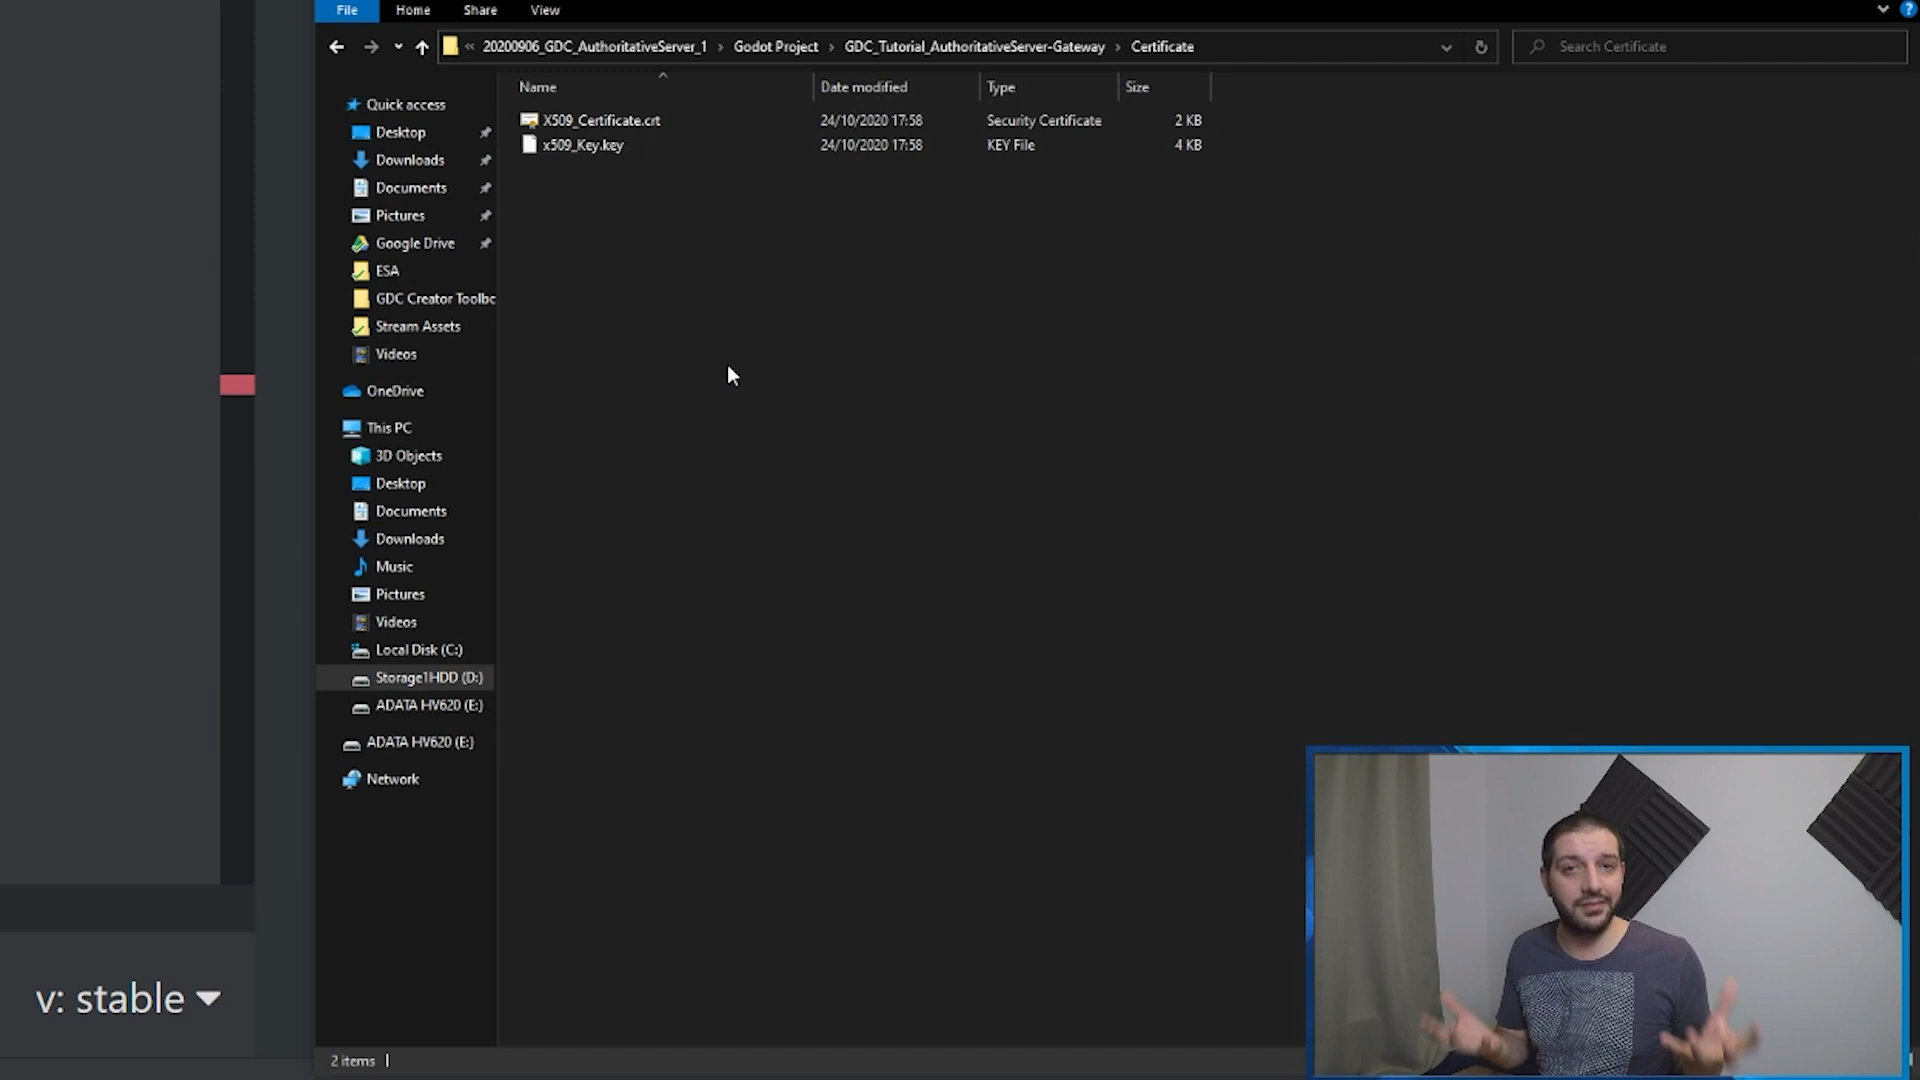 File Home Share View
« 20200906_GDC_AuthoritativeServer_1 › Godot Project › GDC_Tutorial_AuthoritativeServer-Gateway › Certificate
Search Certificate
Name Date modified Type Size
X509_Certificate.crt 24/10/2020 17:58 Security Certificate 2 KB
x509_Key.key 24/10/2020 17:58 KEY File 4 KB
Quick access
Desktop
Downloads
Documents
Pictures
Google Drive
ESA
GDC Creator Toolbc
Stream Assets
Videos
OneDrive
This PC
3D Objects
Desktop
Documents
Downloads
Music
Pictures
Videos
Local Disk (C:)
Storage1HDD (D:)
ADATA HV620 (E:)
ADATA HV620 (E:)
Network
v: stable
2 items